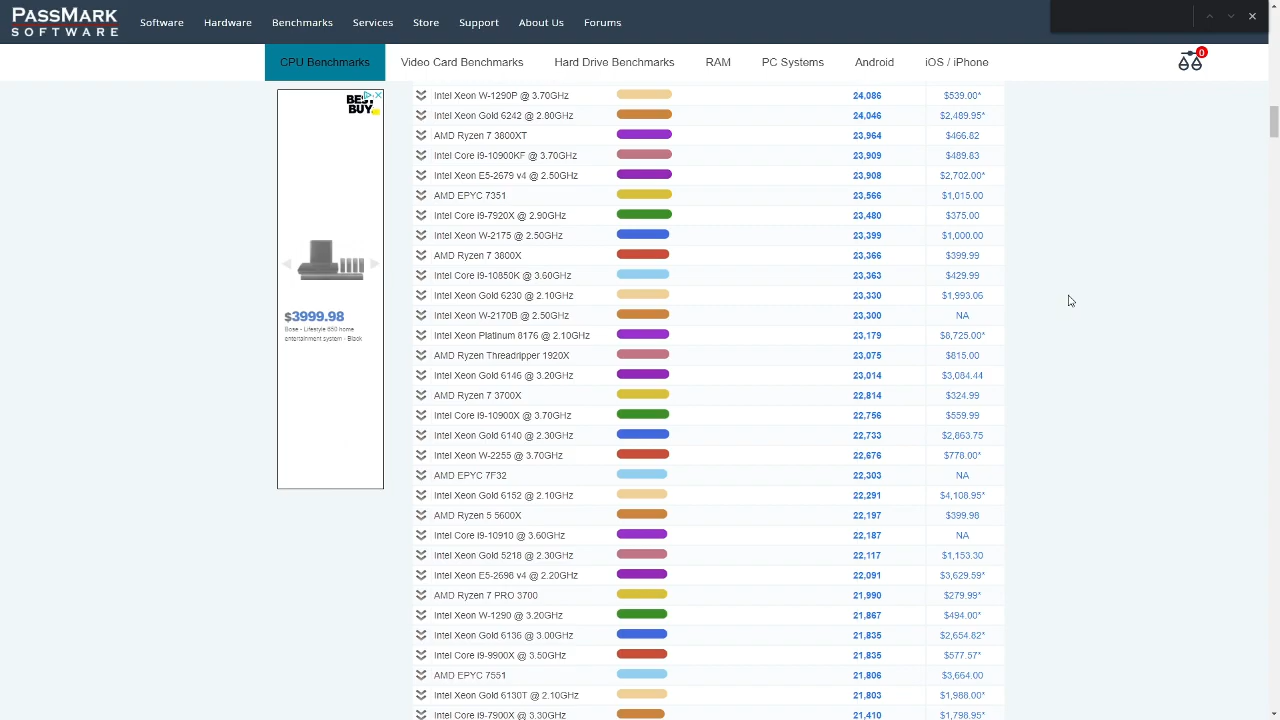 PASSMARK
SOFTWARE
Software Hardware Benchmarks Services Store Support About Us Forums
CPU Benchmarks Video Card Benchmarks Hard Drive Benchmarks RAM PC Systems Android iOS / iPhone 0
BEST
BUY
$3999.98
Bose - Lifestyle 650 home
entertainment system - Black
Intel Xeon W-1290P @ 3.70GHz 24,086 $539.00*
Intel Xeon Gold 6242 @ 2.80GHz 24,046 $2,489.95*
AMD Ryzen 7 3800XT 23,964 $466.82
Intel Core i9-10900KF @ 3.70GHz 23,909 $489.83
Intel Xeon E5-2679 v4 @ 2.50GHz 23,908 $2,702.00*
AMD EPYC 7351 23,566 $1,015.00
Intel Core i9-7920X @ 2.90GHz 23,480 $375.00
Intel Xeon W-2175 @ 2.50GHz 23,399 $1,000.00
AMD Ryzen 7 3800X 23,366 $399.99
Intel Core i9-10850K @ 3.60GHz 23,363 $429.99
Intel Xeon Gold 6230 @ 2.10GHz 23,330 $1,993.06
Intel Xeon W-2170B @ 2.50GHz 23,300 NA
Intel Xeon Platinum 8176 @ 2.10GHz 23,179 $8,725.00*
AMD Ryzen Threadripper 1920X 23,075 $815.00
Intel Xeon Gold 6146 @ 3.20GHz 23,014 $3,084.44
AMD Ryzen 7 3700X 22,814 $324.99
Intel Core i9-10900X @ 3.70GHz 22,756 $559.99
Intel Xeon Gold 6140 @ 2.30GHz 22,733 $2,863.75
Intel Xeon W-2255 @ 3.70GHz 22,676 $778.00*
AMD EPYC 7F32 22,303 NA
Intel Xeon Gold 6152 @ 2.10GHz 22,291 $4,108.95*
AMD Ryzen 5 5600X 22,197 $399.98
Intel Core i9-10910 @ 3.60GHz 22,187 NA
Intel Xeon Gold 5218 @ 2.30GHz 22,117 $1,153.30
Intel Xeon E5-2698 v4 @ 2.20GHz 22,091 $3,629.59*
AMD Ryzen 7 PRO 3700 21,990 $279.99*
Intel Xeon W-1290 @ 3.20GHz 21,867 $494.00*
Intel Xeon Gold 6136 @ 3.00GHz 21,835 $2,654.82*
Intel Core i9-9900X @ 3.50GHz 21,835 $577.57*
AMD EPYC 7551 21,806 $3,664.00
Intel Xeon Gold 6130T @ 2.10GHz 21,803 $1,988.00*
Intel Core i9-7900X @ 3.30GHz 21,410 $1,798.95*